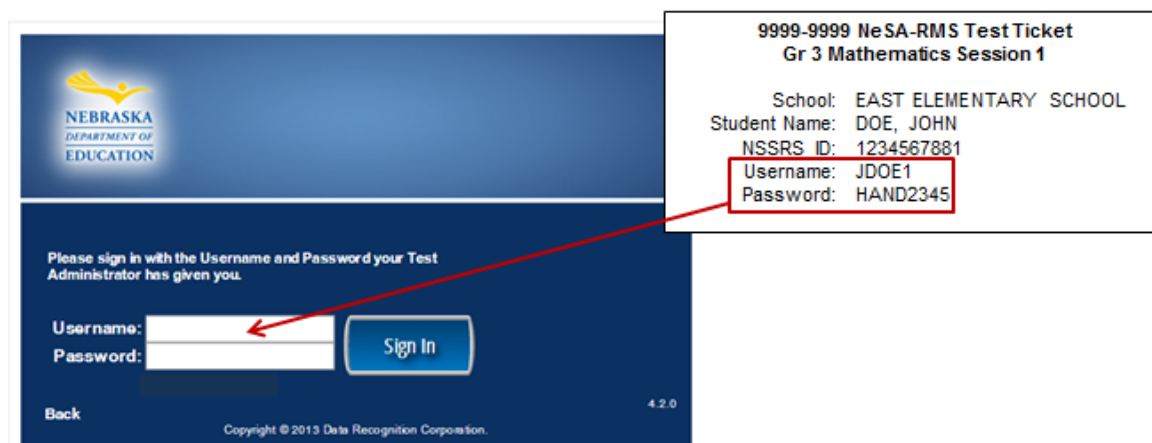 NEBRASKA
DEPARTMENT OF
EDUCATION
9999-9999 NeSA-RMS Test Ticket
Gr 3 Mathematics Session 1
School: EAST ELEMENTARY SCHOOL
Student Name: DOE, JOHN
NSSRS ID: 1234567881
Username: JDOE1
Password: HAND2345
Please sign in with the Username and Password your Test
Administrator has given you.
Username:
Password:
Sign In
Back
4.2.0
Copyright © 2013 Data Recognition Corporation.